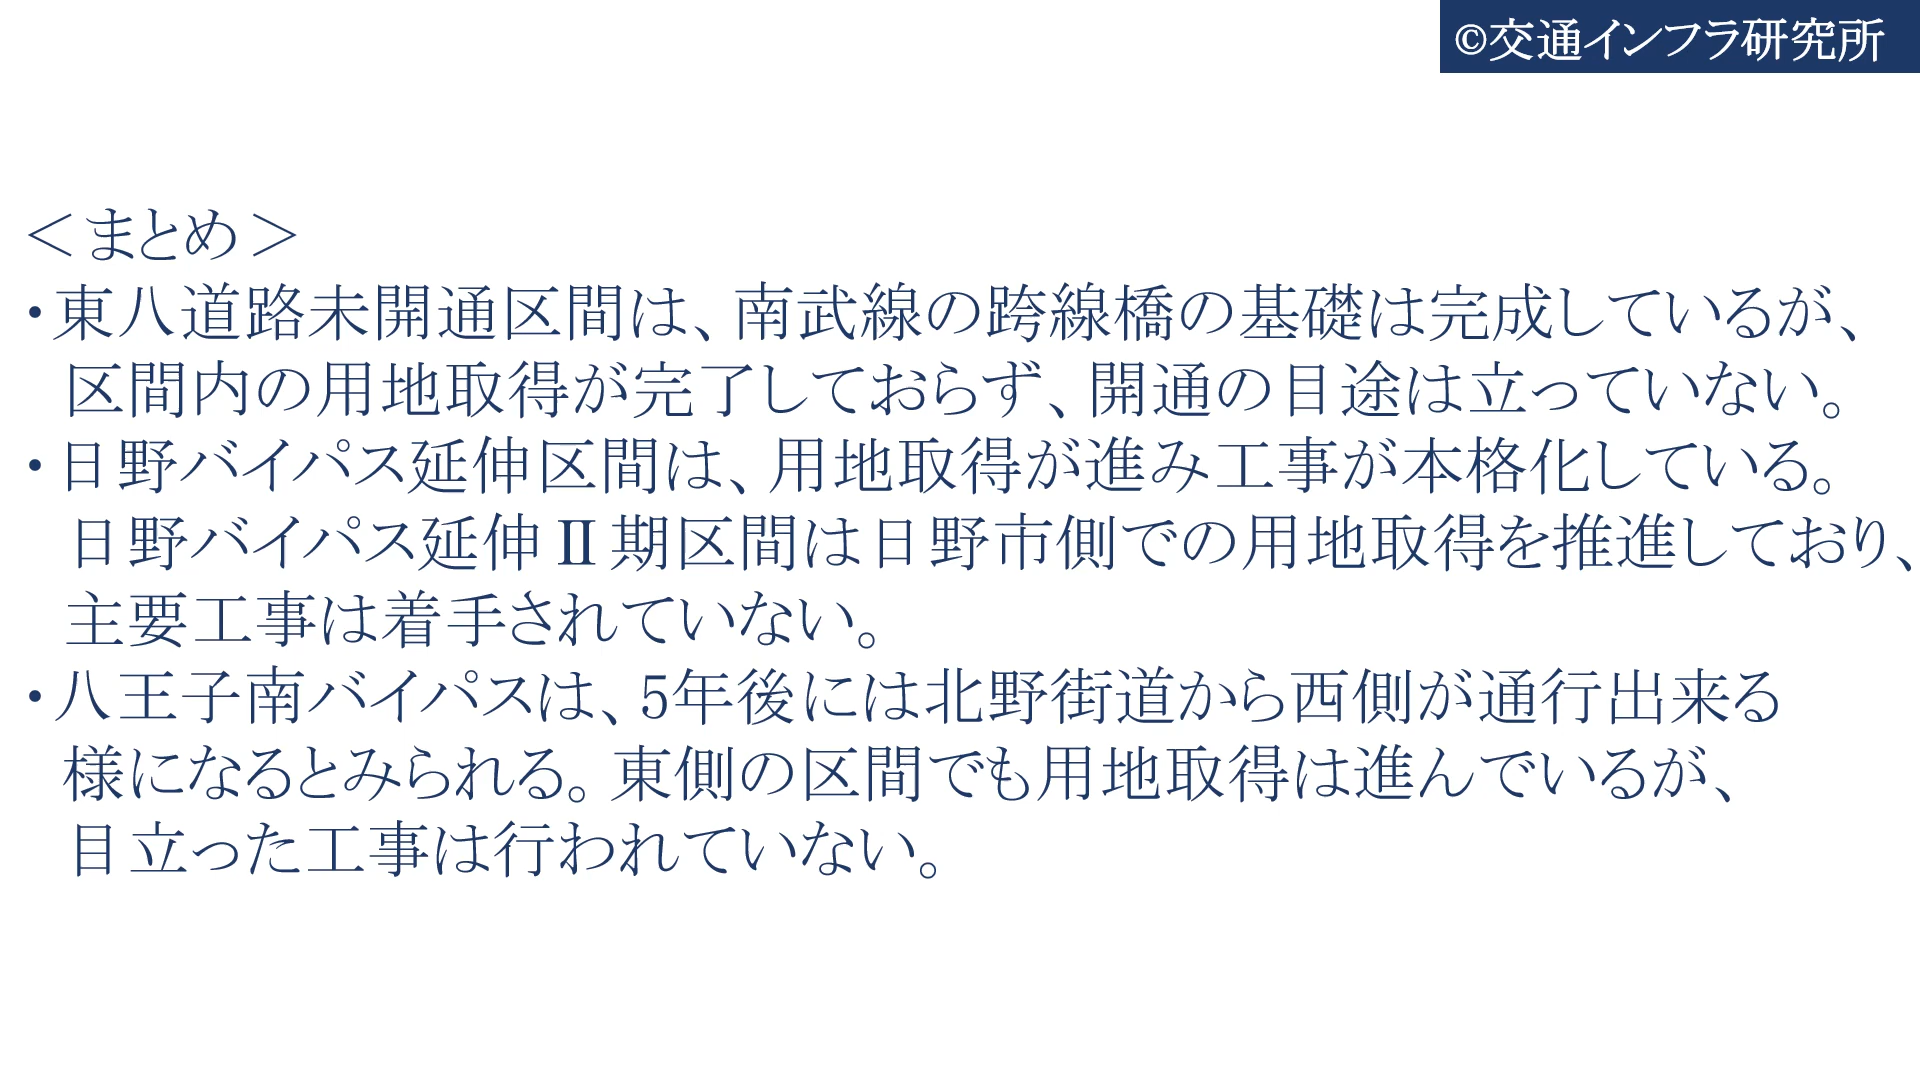 ©交通インフラ研究所
＜まとめ＞
・東八道路未開通区間は、南武線の跨線橋の基礎は完成しているが、
区間内の用地取得が完了しておらず、開通の目途は立っていない。
・日野バイパス延伸区間は、用地取得が進み工事が本格化している。
日野バイパス延伸Ⅱ期区間は日野市側での用地取得を推進しており、
主要工事は着手されていない。
・八王子南バイパスは、5年後には北野街道から西側が通行出来る
様になるとみられる。東側の区間でも用地取得は進んでいるが、
目立った工事は行われていない。